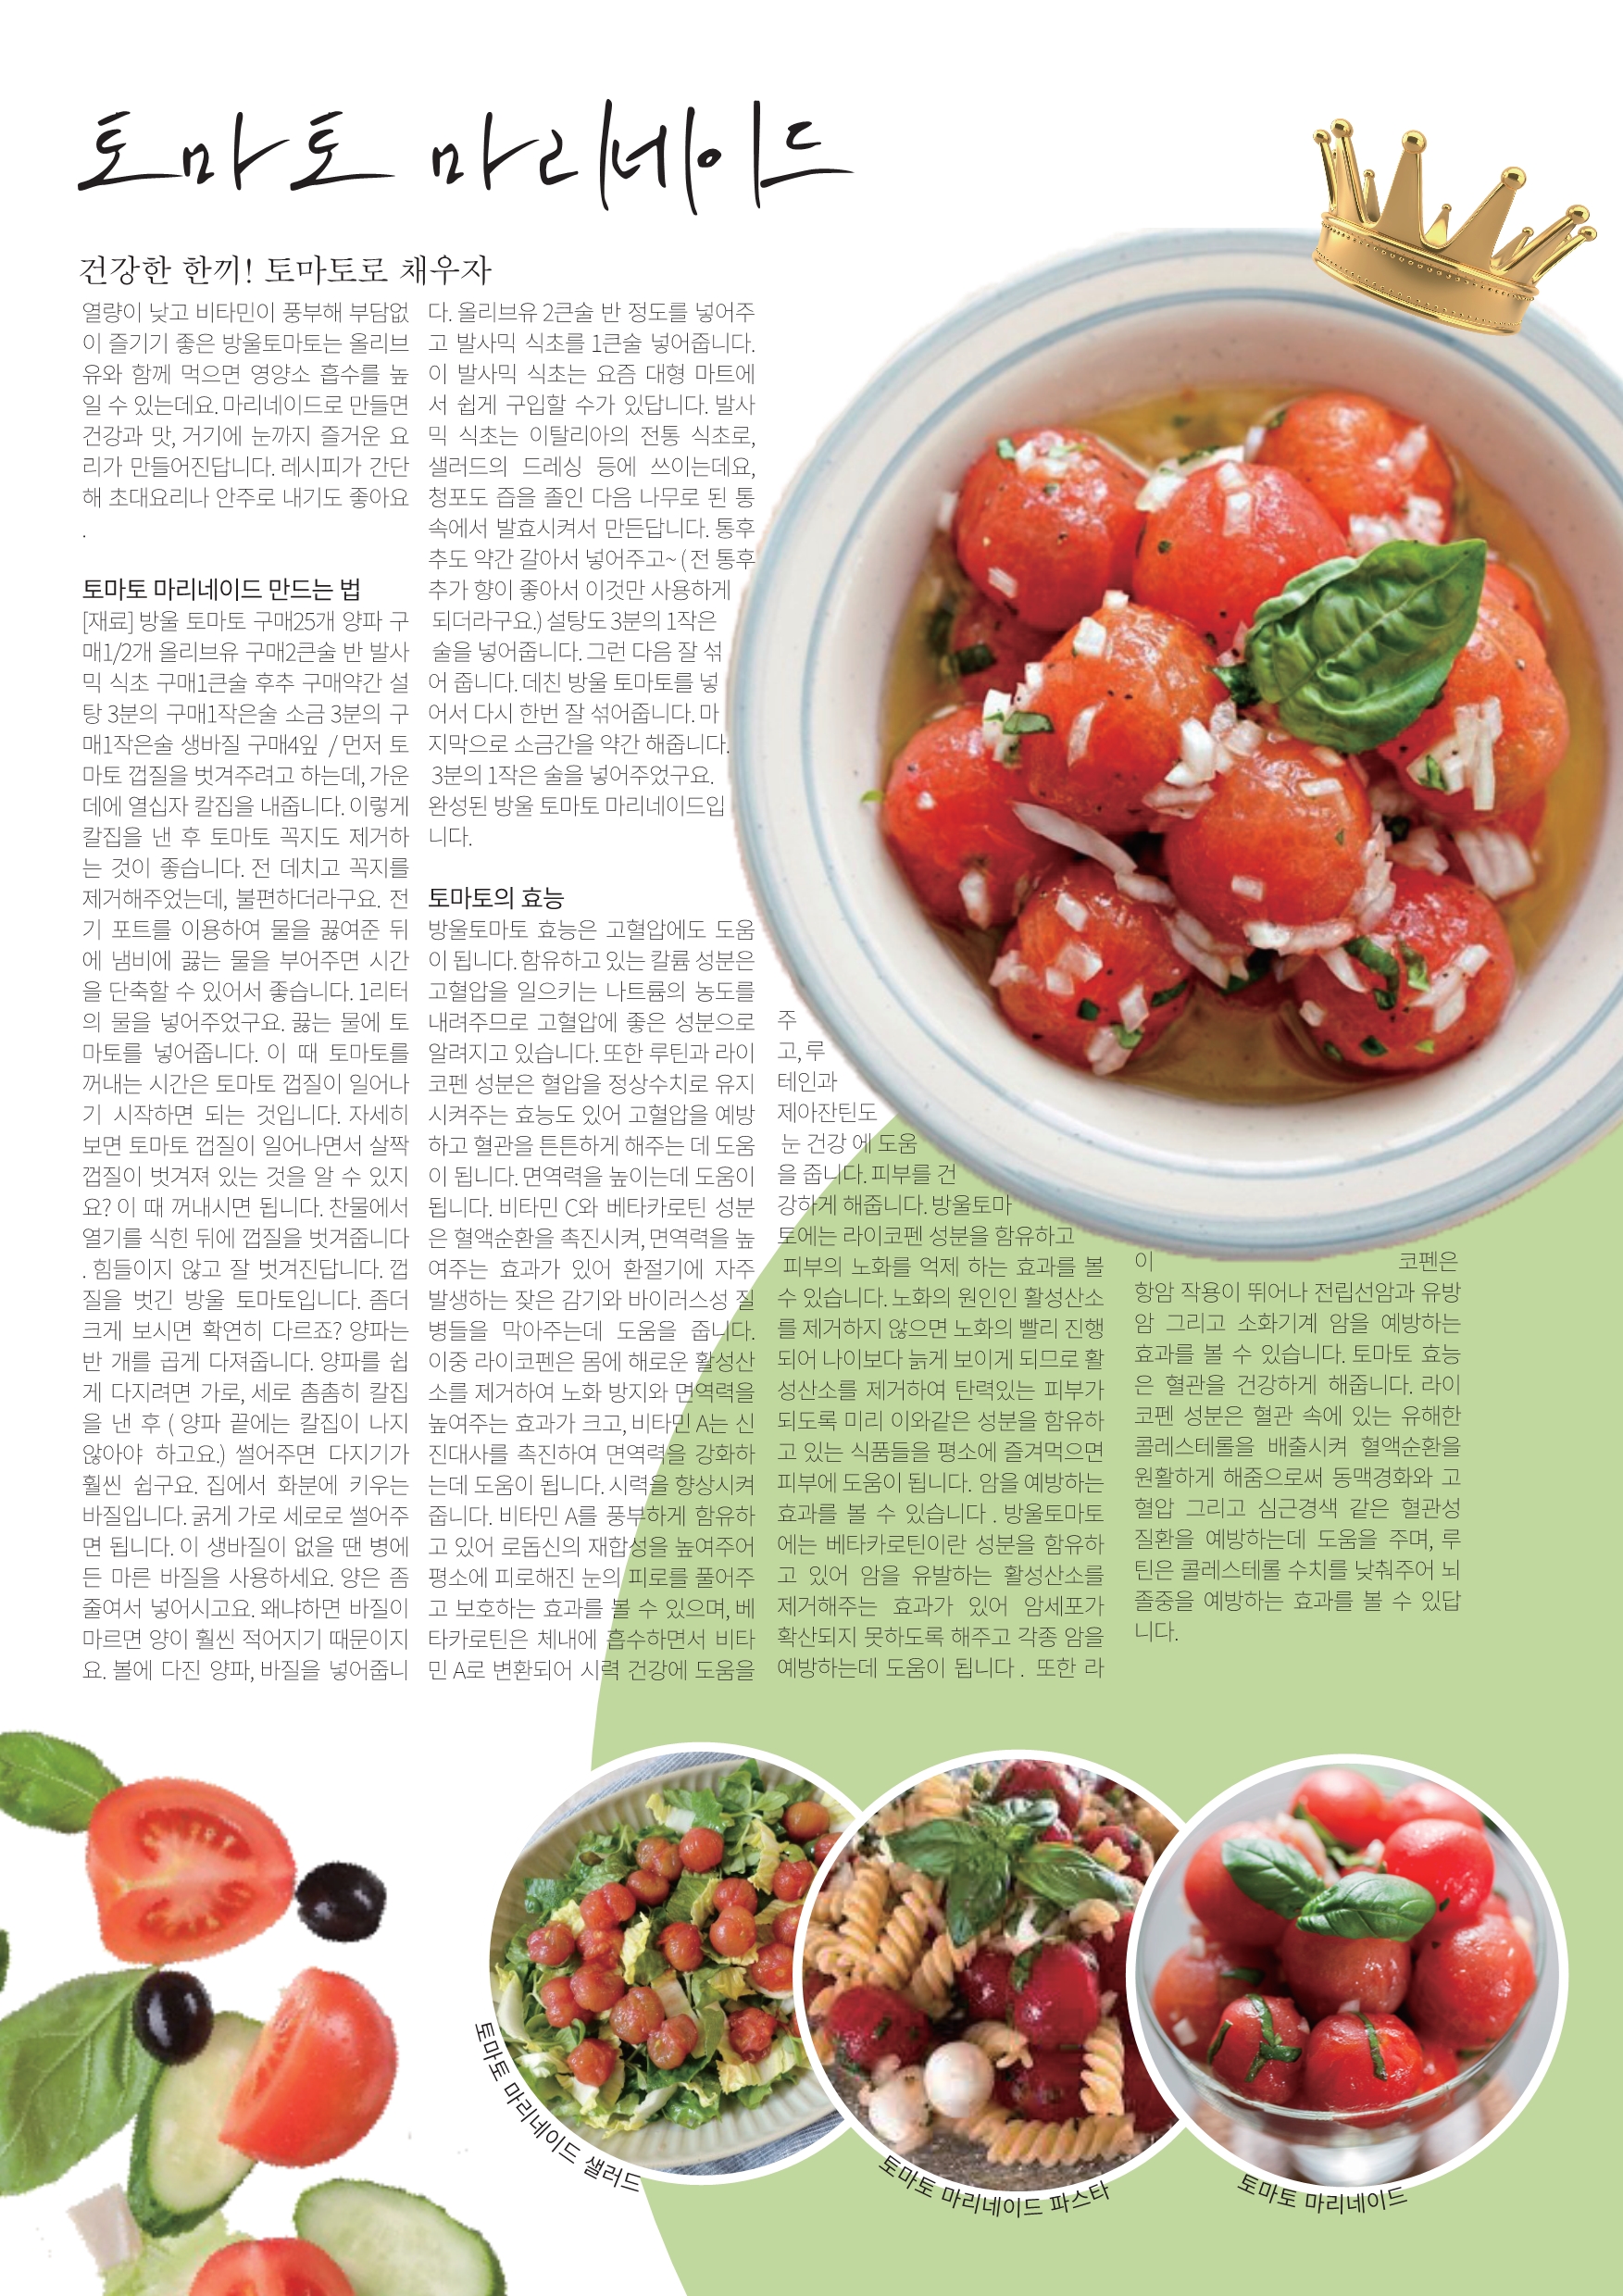 토마토 마리네이드
건강한 한끼! 토마토로 채우자
열량이 낮고 비타민이 풍부해 부담없
이 즐기기 좋은 방울토마토는 올리브
유와 함께 먹으면 영양소 흡수를 높
일 수 있는데요. 마리네이드로 만들면
건강과 맛, 거기에 눈까지 즐거운 요
리가 만들어진답니다. 레시피가 간단
해 초대요리나 안주로 내기도 좋아요
.
토마토 마리네이드 만드는 법
[재료] 방울 토마토 구매25개 양파 구
매1/2개 올리브유 구매2큰술 반 발사
믹 식초 구매1큰술 후추 구매약간 설
탕 3분의 구매1작은술 소금 3분의 구
매1작은술 생바질 구매4잎 / 먼저 토
마토 껍질을 벗겨주려고 하는데, 가운
데에 열십자 칼집을 내줍니다. 이렇게
칼집을 낸 후 토마토 꼭지도 제거하
는 것이 좋습니다. 전 데치고 꼭지를
제거해주었는데, 불편하더라구요. 전
기 포트를 이용하여 물을 끓여준 뒤
에 냄비에 끓는 물을 부어주면 시간
을 단축할 수 있어서 좋습니다. 1리터
의 물을 넣어주었구요. 끓는 물에 토
마토를 넣어줍니다. 이 때 토마토를
꺼내는 시간은 토마토 껍질이 일어나
기 시작하면 되는 것입니다. 자세히
보면 토마토 껍질이 일어나면서 살짝
껍질이 벗겨져 있는 것을 알 수 있지
요? 이 때 꺼내시면 됩니다. 찬물에서
열기를 식힌 뒤에 껍질을 벗겨줍니다
. 힘들이지 않고 잘 벗겨진답니다. 껍
질을 벗긴 방울 토마토입니다. 좀더
크게 보시면 확연히 다르죠? 양파는
반 개를 곱게 다져줍니다. 양파를 쉽
게 다지려면 가로, 세로 촘촘히 칼집
을 낸 후 ( 양파 끝에는 칼집이 나지
않아야 하고요.) 썰어주면 다지기가
훨씬 쉽구요. 집에서 화분에 키우는
바질입니다. 굵게 가로 세로로 썰어주
면 됩니다. 이 생바질이 없을 땐 병에
든 마른 바질을 사용하세요. 양은 좀
줄여서 넣어시고요. 왜냐하면 바질이
마르면 양이 훨씬 적어지기 때문이지
요. 볼에 다진 양파, 바질을 넣어줍니
다. 올리브유 2큰술 반 정도를 넣어주
고 발사믹 식초를 1큰술 넣어줍니다.
이 발사믹 식초는 요즘 대형 마트에
서 쉽게 구입할 수가 있답니다. 발사
믹 식초는 이탈리아의 전통 식초로,
샐러드의 드레싱 등에 쓰이는데요,
청포도 즙을 졸인 다음 나무로 된 통
속에서 발효시켜서 만든답니다. 통후
추도 약간 갈아서 넣어주고~ ( 전 통후
추가 향이 좋아서 이것만 사용하게
되더라구요.) 설탕도 3분의 1작은
술을 넣어줍니다. 그런 다음 잘 섞
어 줍니다. 데친 방울 토마토를 넣
어서 다시 한번 잘 섞어줍니다. 마
지막으로 소금간을 약간 해줍니다.
3분의 1작은 술을 넣어주었구요.
완성된 방울 토마토 마리네이드입
니다.
토마토의 효능
방울토마토 효능은 고혈압에도 도움
이 됩니다. 함유하고 있는 칼륨 성분은
고혈압을 일으키는 나트륨의 농도를
내려주므로 고혈압에 좋은 성분으로
알려지고 있습니다. 또한 루틴과 라이
코펜 성분은 혈압을 정상수치로 유지
시켜주는 효능도 있어 고혈압을 예방
하고 혈관을 튼튼하게 해주는 데 도움
이 됩니다. 면역력을 높이는데 도움이
됩니다. 비타민 C와 베타카로틴 성분
은 혈액순환을 촉진시켜, 면역력을 높
여주는 효과가 있어 환절기에 자주
발생하는 잦은 감기와 바이러스성 질
병들을 막아주는데 도움을 줍니다.
이중 라이코펜은 몸에 해로운 활성산
소를 제거하여 노화 방지와 면역력을
높여주는 효과가 크고, 비타민 A는 신
진대사를 촉진하여 면역력을 강화하
는데 도움이 됩니다. 시력을 향상시켜
줍니다. 비타민 A를 풍부하게 함유하
고 있어 로돕신의 재합성을 높여주어
평소에 피로해진 눈의 피로를 풀어주
고 보호하는 효과를 볼 수 있으며, 베
타카로틴은 체내에 흡수하면서 비타
민 A로 변환되어 시력 건강에 도움을
주
고, 루
테인과
제아잔틴도
눈 건강 에 도움
을 줍니다. 피부를 건
강하게 해줍니다. 방울토마
토에는 라이코펜 성분을 함유하고
피부의 노화를 억제 하는 효과를 볼
수 있습니다. 노화의 원인인 활성산소
를 제거하지 않으면 노화의 빨리 진행
되어 나이보다 늙게 보이게 되므로 활
성산소를 제거하여 탄력있는 피부가
되도록 미리 이와같은 성분을 함유하
고 있는 식품들을 평소에 즐겨먹으면
피부에 도움이 됩니다. 암을 예방하는
효과를 볼 수 있습니다 . 방울토마토
에는 베타카로틴이란 성분을 함유하
고 있어 암을 유발하는 활성산소를
제거해주는 효과가 있어 암세포가
확산되지 못하도록 해주고 각종 암을
예방하는데 도움이 됩니다 . 또한 라
이 코펜은
항암 작용이 뛰어나 전립선암과 유방
암 그리고 소화기계 암을 예방하는
효과를 볼 수 있습니다. 토마토 효능
은 혈관을 건강하게 해줍니다. 라이
코펜 성분은 혈관 속에 있는 유해한
콜레스테롤을 배출시켜 혈액순환을
원활하게 해줌으로써 동맥경화와 고
혈압 그리고 심근경색 같은 혈관성
질환을 예방하는데 도움을 주며, 루
틴은 콜레스테롤 수치를 낮춰주어 뇌
졸중을 예방하는 효과를 볼 수 있답
니다.
토마토 마리네이드 샐러드
토마토 마리네이드 파스타
토마토 마리네이드